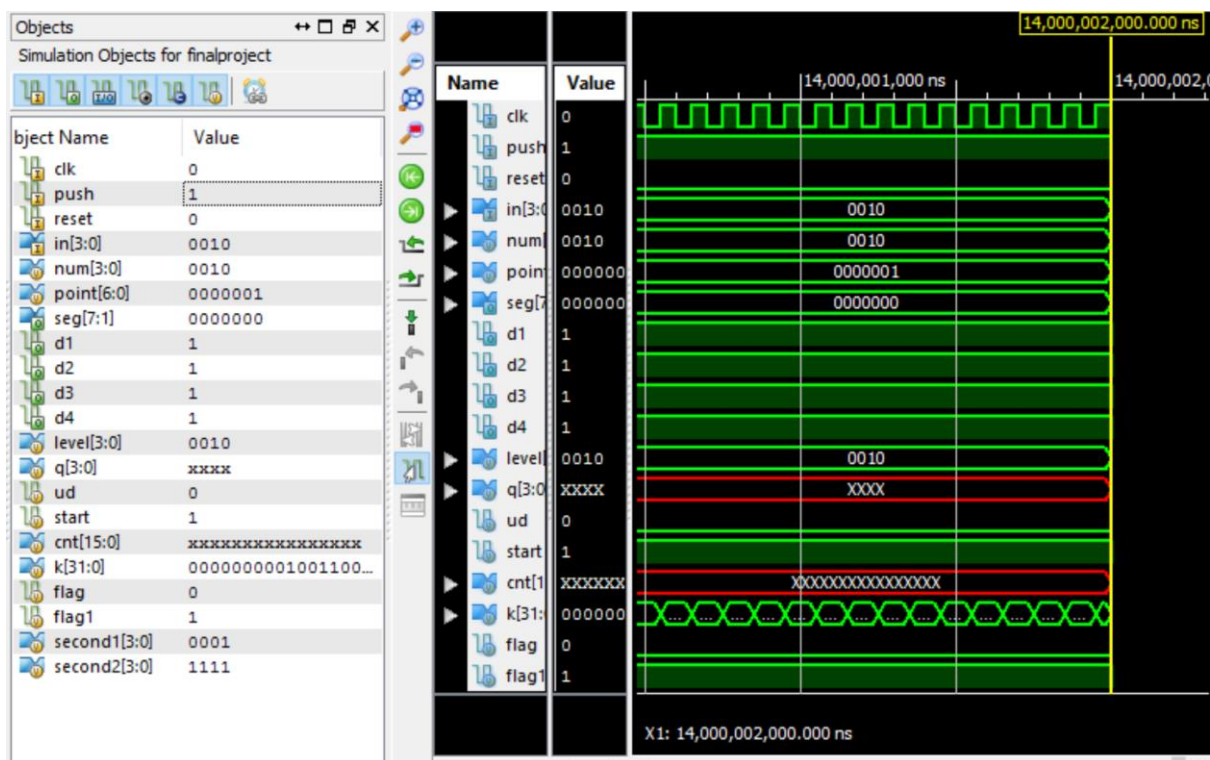 Objects
Simulation Objects for finalproject
bject Name Value
clk 0
push 1
reset 0
in[3:0] 0010
num[3:0] 0010
point[6:0] 0000001
seg[7:1] 0000000
d1 1
d2 1
d3 1
d4 1
level[3:0] 0010
q[3:0] xxxx
ud 0
start 1
cnt[15:0] xxxxxxxxxxxxxxxx
k[31:0]0000000001001100...
flag 0
flag1 1
second1[3:0] 0001
second2[3:0] 1111
Name Value
clk 0
push 1
reset 0
in[3:0 0010
num[ 0010
point 000000
seg[7 000000
d1 1
d2 1
d3 1
d4 1
level[ 0010
q[3:0 XXXX
ud 0
start 1
cnt[1 XXXXXX
k[31: 000000
flag 0
flag1 1
14,000,002,000.000 ns
14,000,001,000 ns 14,000,002,0
0010
0010
0000001
0000000
0010
XXXX
XXXXXXXXXXXXXXXX
... ... ... ... ... ... ... ... ... ... ... ... ... ...
X1: 14,000,002,000.000 ns